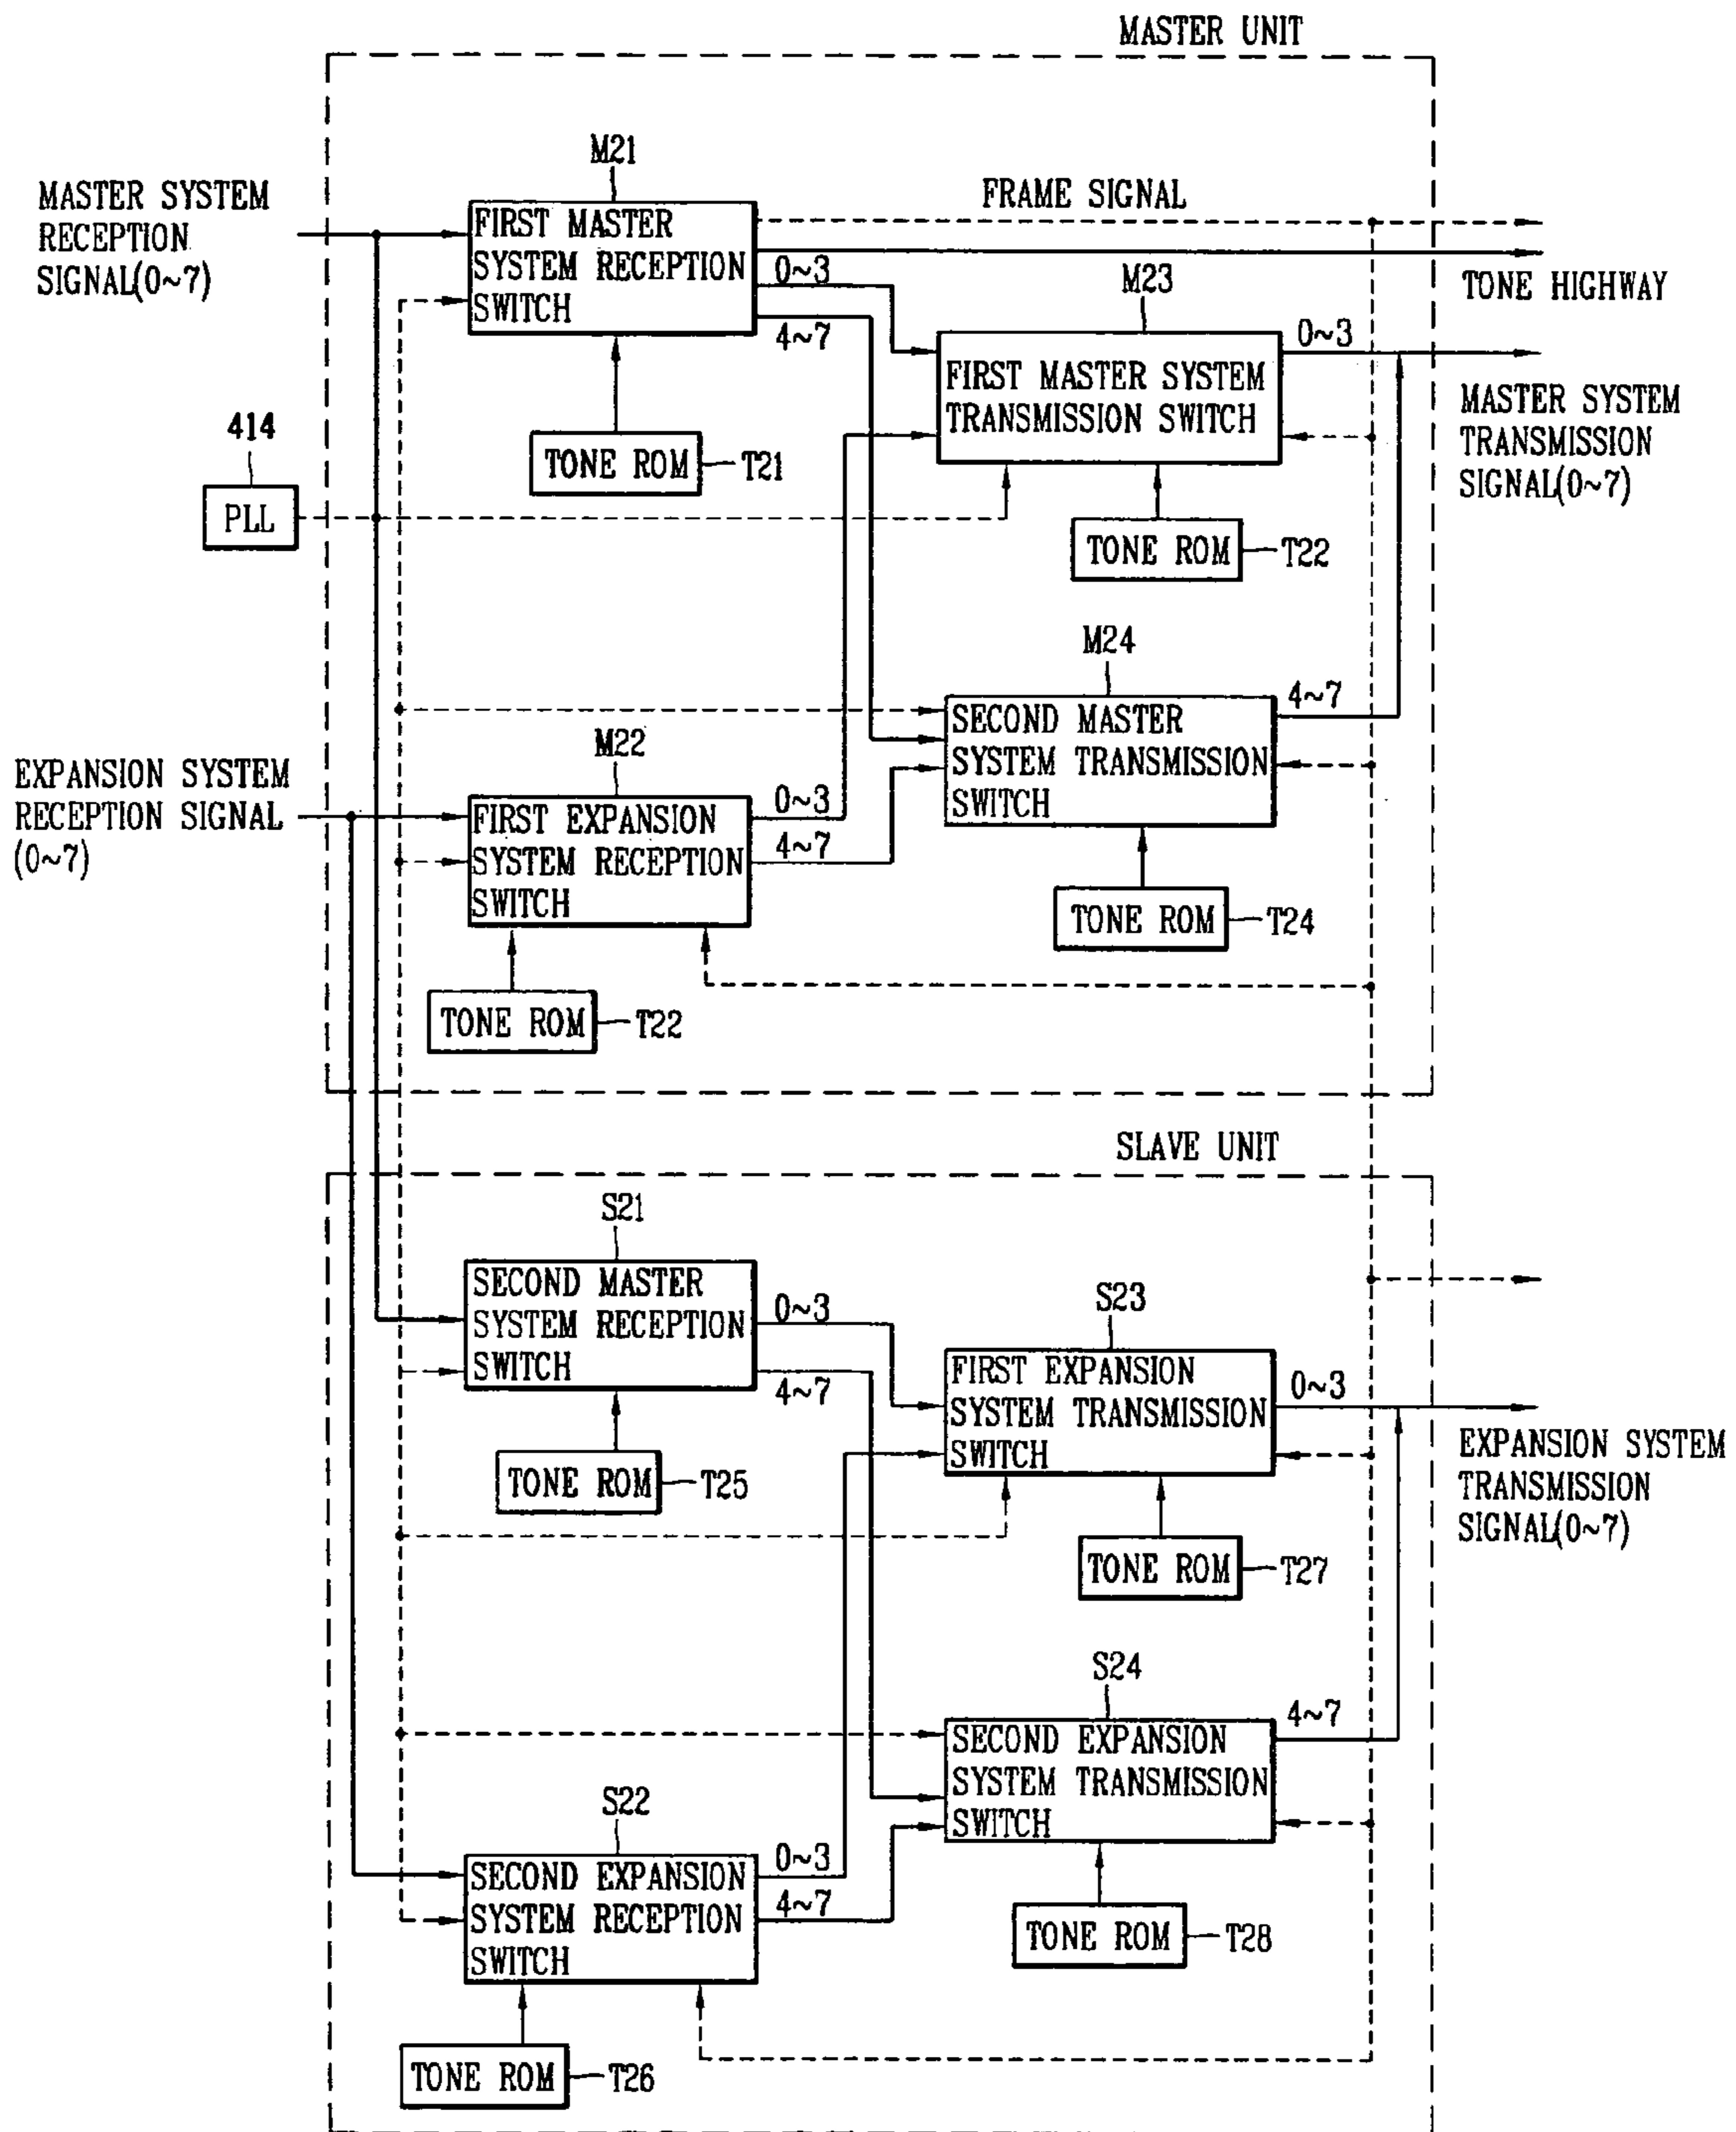 MASTER UNIT
M21
MASTER SYSTEM
RECEPTION
SIGNAL(0~7)
FIRST MASTER
SYSTEM RECEPTION
SWITCH
FRAME SIGNAL
0~3
4~7
M23
TONE HIGHWAY
0~3
FIRST MASTER SYSTEM
TRANSMISSION SWITCH
MASTER SYSTEM
TRANSMISSION
SIGNAL(0~7)
414
PLL
TONE ROM
T21
TONE ROM
T22
M24
4~7
SECOND MASTER
SYSTEM TRANSMISSION
SWITCH
M22
EXPANSION SYSTEM
RECEPTION SIGNAL
(0~7)
FIRST EXPANSION
SYSTEM RECEPTION
SWITCH
0~3
4~7
TONE ROM
T24
TONE ROM
T22
SLAVE UNIT
S21
SECOND MASTER
SYSTEM RECEPTION
SWITCH
0~3
4~7
S23
FIRST EXPANSION
SYSTEM TRANSMISSION
SWITCH
0~3
EXPANSION SYSTEM
TRANSMISSION
SIGNAL(0~7)
TONE ROM
T25
TONE ROM
T27
S24
4~7
SECOND EXPANSION
SYSTEM TRANSMISSION
SWITCH
S22
SECOND EXPANSION
SYSTEM RECEPTION
SWITCH
0~3
4~7
TONE ROM
T28
TONE ROM
T26